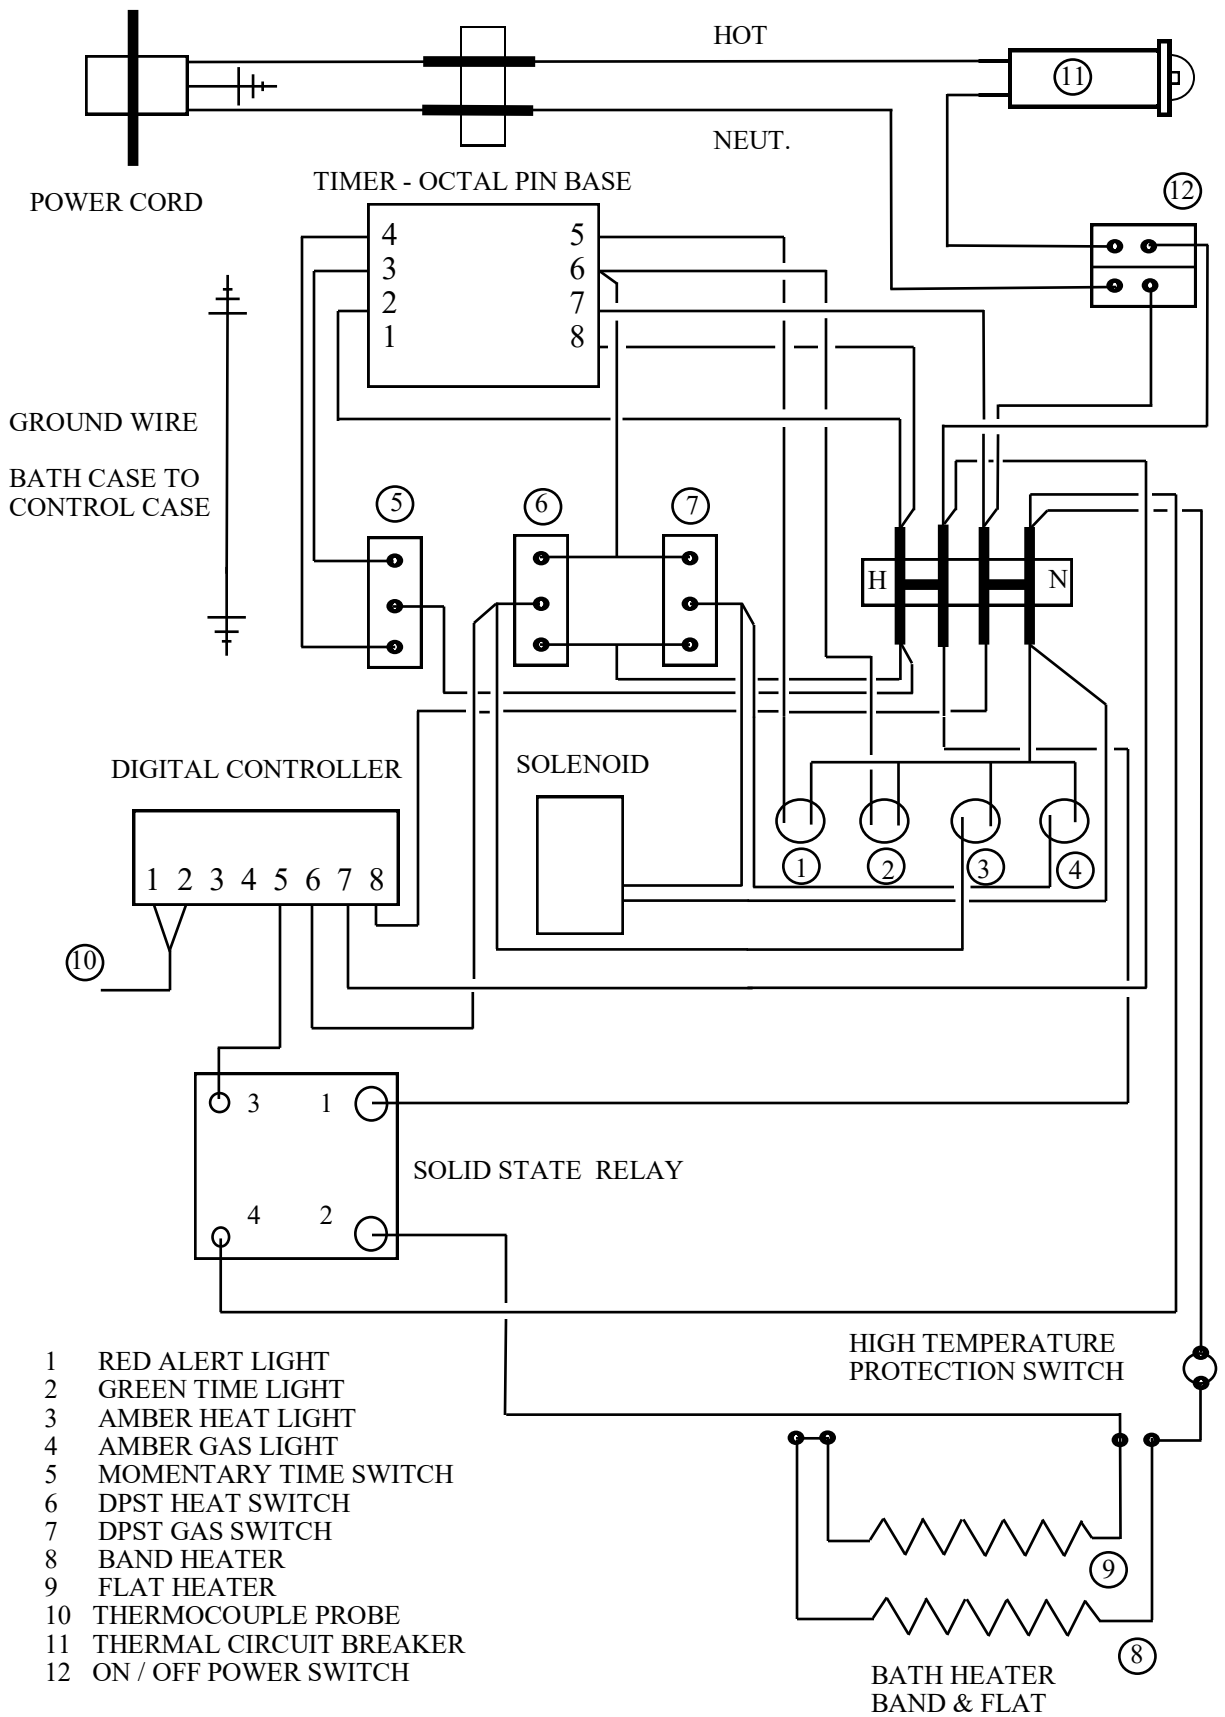 HOT
11
NEUT.
POWER CORD
TIMER - OCTAL PIN BASE
12
4 5
3 6
2 7
1 8
GROUND WIRE
BATH CASE TO
CONTROL CASE
5
6
7
H
N
DIGITAL CONTROLLER
SOLENOID
1 2 3 4 5 6 7 8
1
2
3
4
10
3 1
4 2
SOLID STATE RELAY
HIGH TEMPERATURE
PROTECTION SWITCH
1 RED ALERT LIGHT
2 GREEN TIME LIGHT
3 AMBER HEAT LIGHT
4 AMBER GAS LIGHT
5 MOMENTARY TIME SWITCH
6 DPST HEAT SWITCH
7 DPST GAS SWITCH
8 BAND HEATER
9 FLAT HEATER
10 THERMOCOUPLE PROBE
11 THERMAL CIRCUIT BREAKER
12 ON / OFF POWER SWITCH
9
8
BATH HEATER
BAND & FLAT